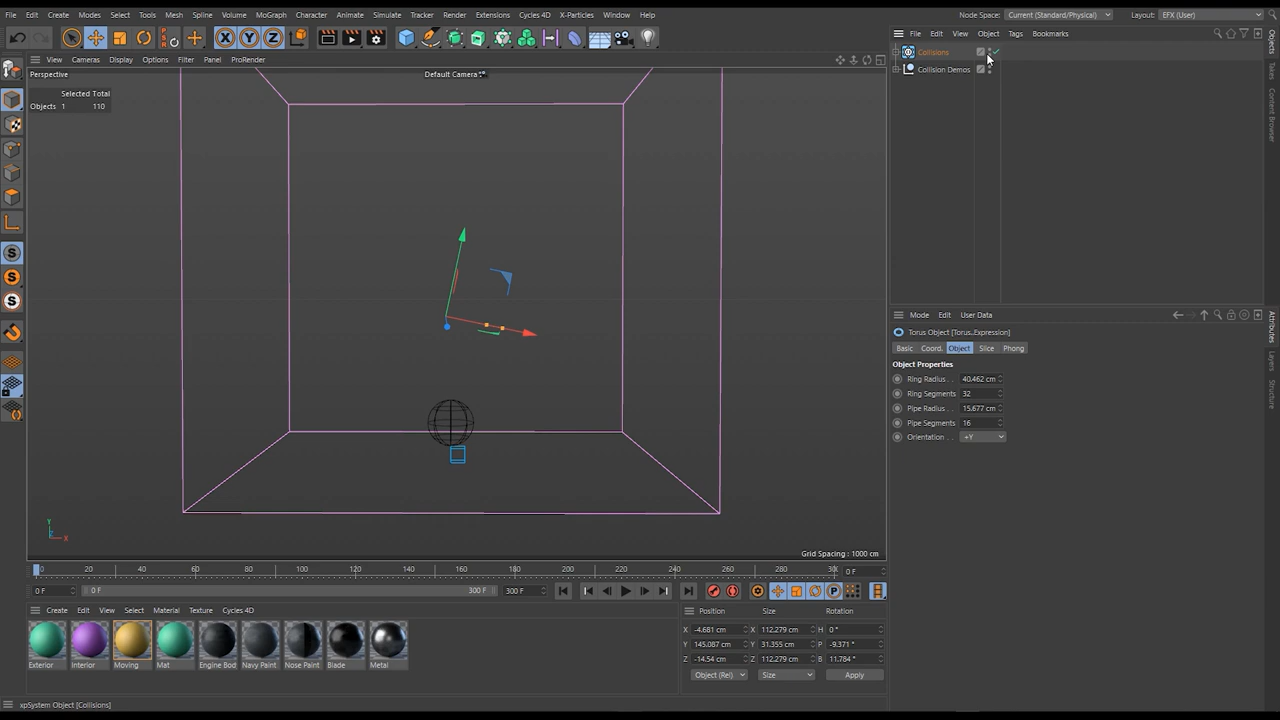 File Edit Create Modes Select Tools Mesh Spline Volume MoGraph Character Animate Simulate Tracker Render Extensions Cycles 4D X-Particles Window Help Node Space: Current (Standard/Physical) Layout: EFX (User)
X Y Z File Edit View Object Tags Bookmarks
View Cameras Display Options Filter Panel ProRender
Perspective Default Camera
Collisions
Collision Demos
Selected Total
Objects 1 110
Objects
Takes
Content Browser
Mode Edit User Data
Torus Object [Torus..Expression]
Basic Coord. Object Slice Phong
Object Properties
Ring Radius . . 40.462 cm
Ring Segments 32
Pipe Radius . . 15.677 cm
Pipe Segments 16
Orientation . . +Y
Attributes
Layers
Structure
S
S
S
Y
Z X
Grid Spacing : 1000 cm
0 20 40 60 80 100 120 140 160 180 200 220 240 260 280 30 0 F
0 F 0 F 300 F 300 F P
Create Edit View Select Material Texture Cycles 4D
Exterior Interior Moving Mat Engine Bod Navy Paint Nose Paint Blade Metal
Position Size Rotation
X -4.681 cm X 112.279 cm H 0 °
Y 145.087 cm Y 31.355 cm P -9.371 °
Z -14.54 cm Z 112.279 cm B 11.784 °
Object (Rel) Size Apply
xpSystem Object [Collisions]